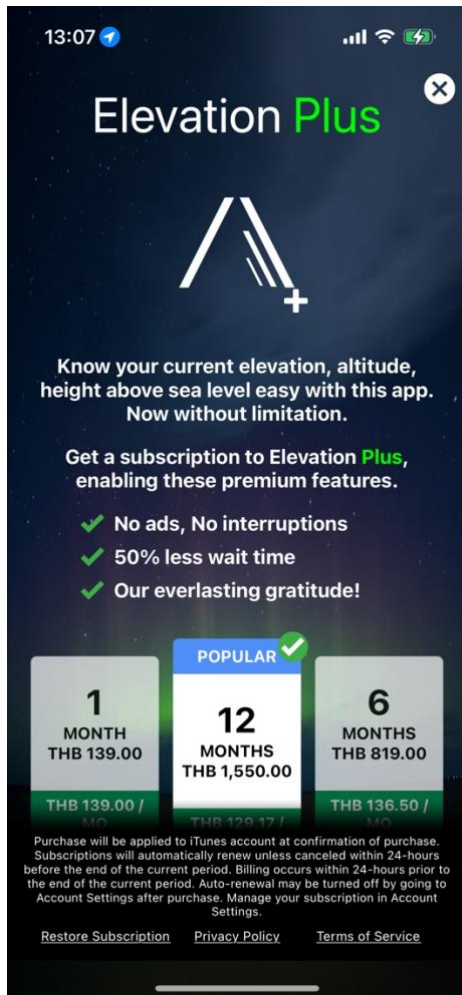 13:07
Elevation Plus
Know your current elevation, altitude,
height above sea level easy with this app.
Now without limitation.
Get a subscription to Elevation Plus,
enabling these premium features.
No ads, No interruptions
50% less wait time
Our everlasting gratitude!
1
MONTH
THB 139.00
THB 139.00 /
MO
POPULAR
12
MONTHS
THB 1,550.00
THB 129.17 /
6
MONTHS
THB 819.00
THB 136.50 /
MO
Purchase will be applied to iTunes account at confirmation of purchase.
Subscriptions will automatically renew unless canceled within 24-hours
before the end of the current period. Billing occurs within 24-hours prior to
the end of the current period. Auto-renewal may be turned off by going to
Account Settings after purchase. Manage your subscription in Account
Settings.
Restore Subscription
Privacy Policy
Terms of Service